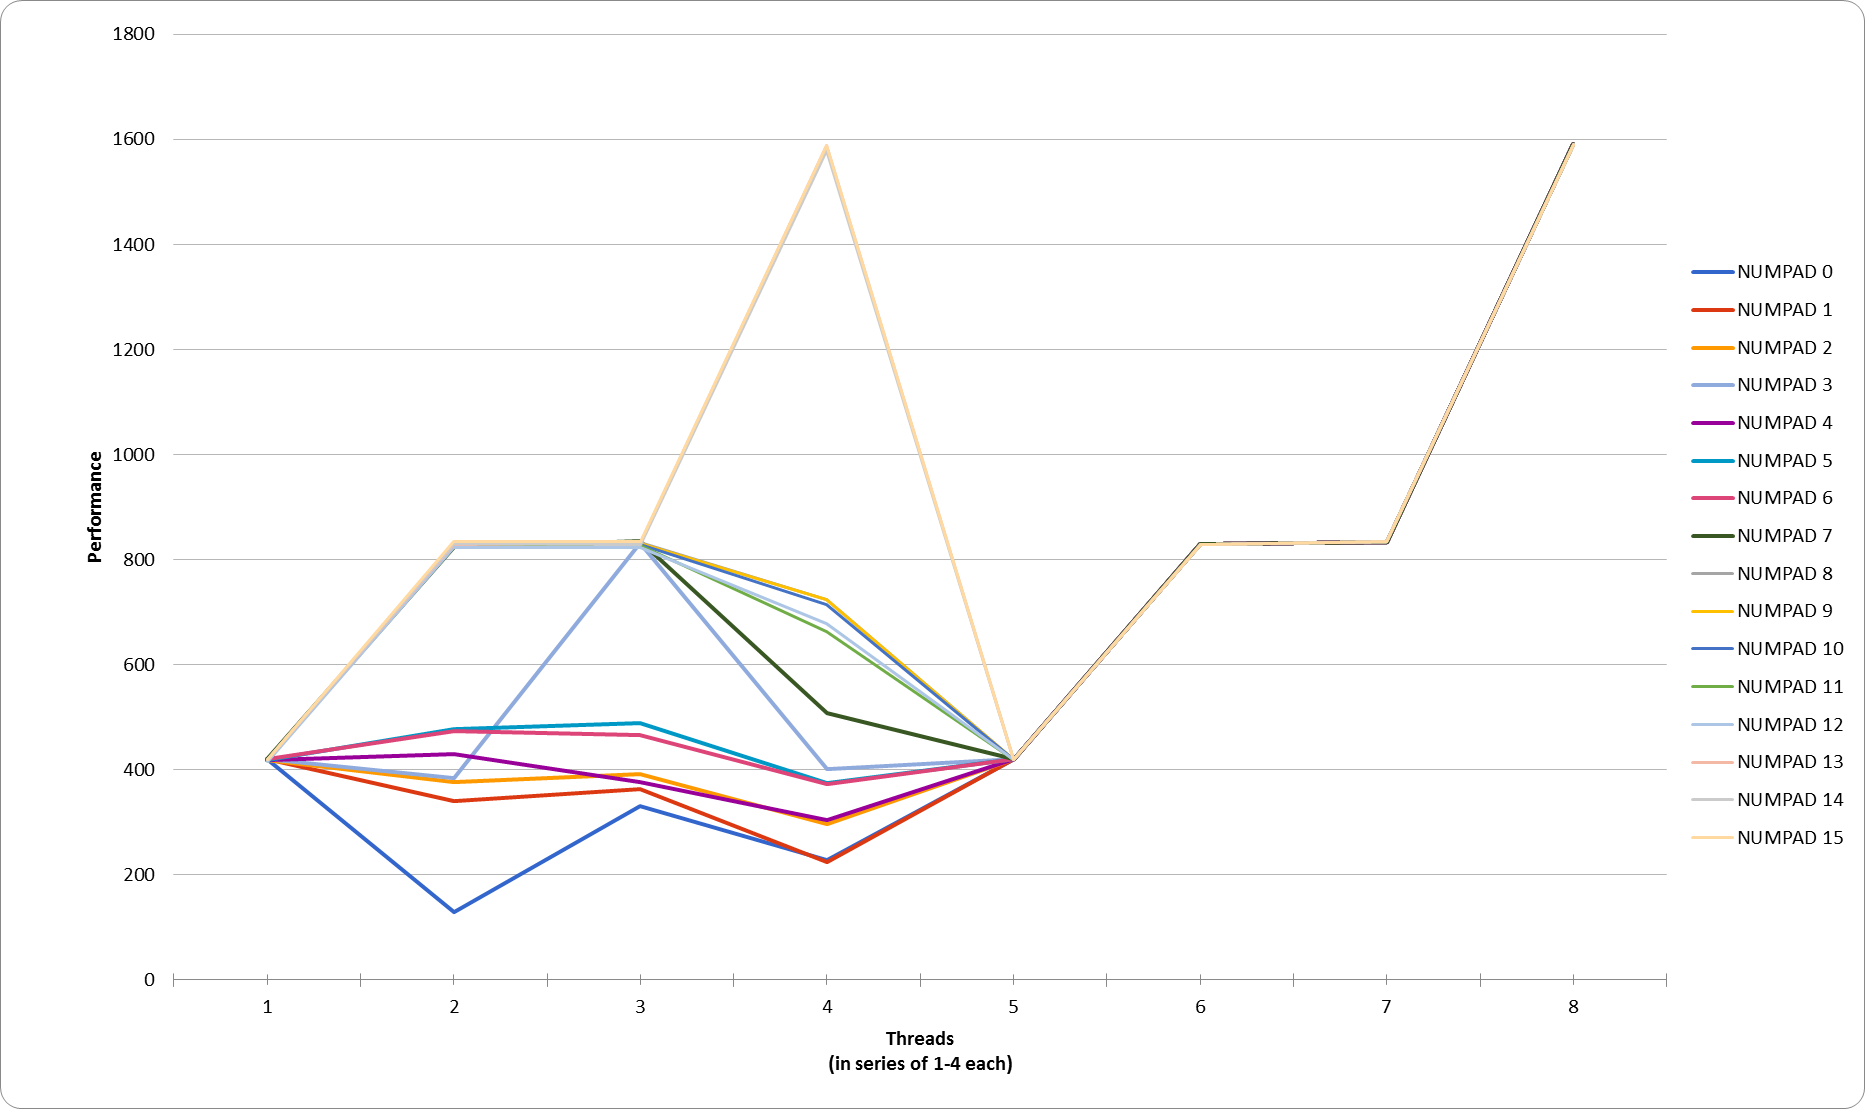 1800
1600
1400
1200
1000
800
600
400
200
0
Performance
1 2 3 4 5 6 7 8
Threads
(in series of 1-4 each)
NUMPAD 0
NUMPAD 1
NUMPAD 2
NUMPAD 3
NUMPAD 4
NUMPAD 5
NUMPAD 6
NUMPAD 7
NUMPAD 8
NUMPAD 9
NUMPAD 10
NUMPAD 11
NUMPAD 12
NUMPAD 13
NUMPAD 14
NUMPAD 15